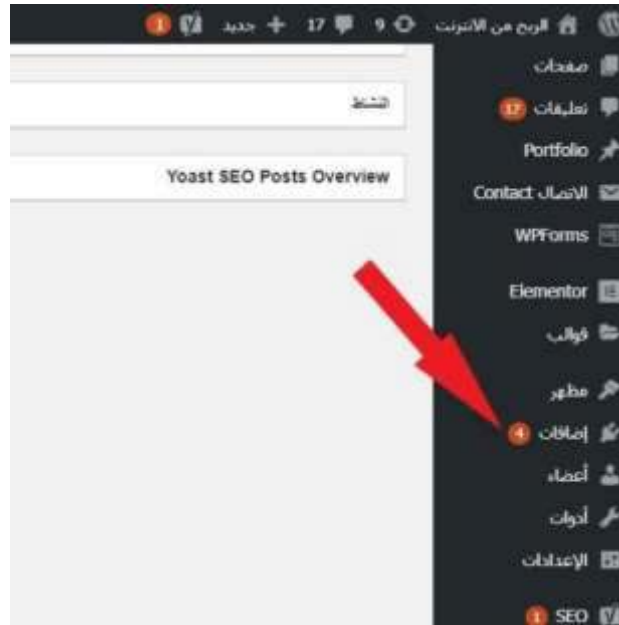 الربح من الانترنت 9 17 جديد 1
صفحات
تعليقات 17
Portfolio
الاتصال Contact
WPForms
Elementor
قوالب
مظهر
إضافات 4
أعضاء
أدوات
الإعدادات
SEO 1
النشاط
Yoast SEO Posts Overview